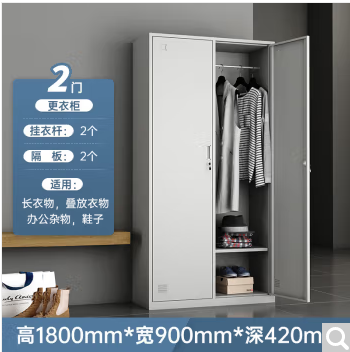 2门
更衣柜
挂衣杆： 2个
隔 板： 2个
适用：
长衣物，叠放衣物
办公杂物，鞋子
高1800mm*宽900mm*深420m